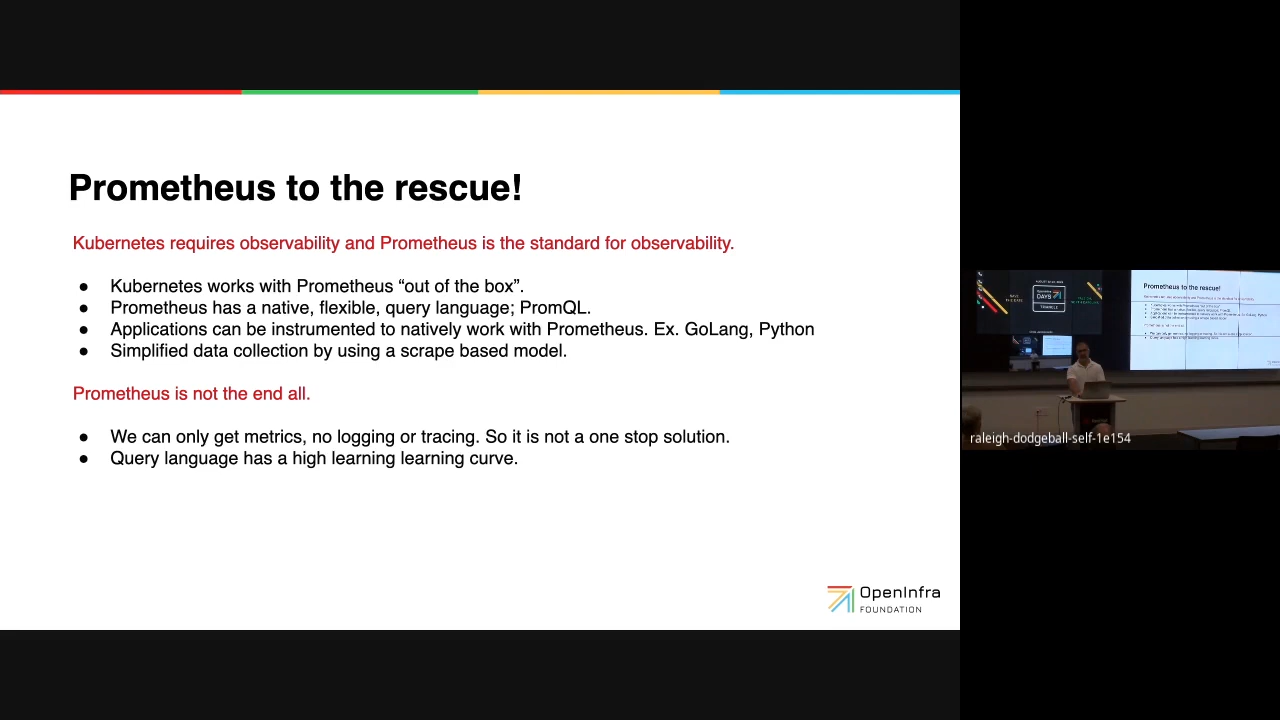 Prometheus to the rescue!
Kubernetes requires observability and Prometheus is the standard for observability.
● Kubernetes works with Prometheus “out of the box”.
● Prometheus has a native, flexible, query language; PromQL.
● Applications can be instrumented to natively work with Prometheus. Ex. GoLang, Python
● Simplified data collection by using a scrape based model.
Prometheus is not the end all.
● We can only get metrics, no logging or tracing. So it is not a one stop solution.
● Query language has a high learning learning curve.
OpenInfra
FOUNDATION
DAYS
Prometheus to the rescue!
raleigh-dodgeball-self-1e154